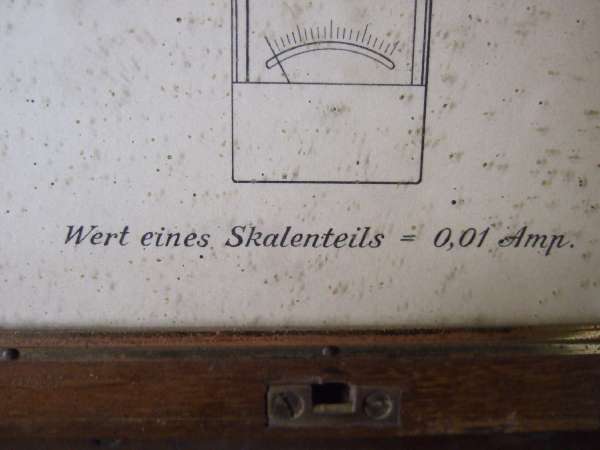 Wert eines Skalenteils = 0,01 Amp.